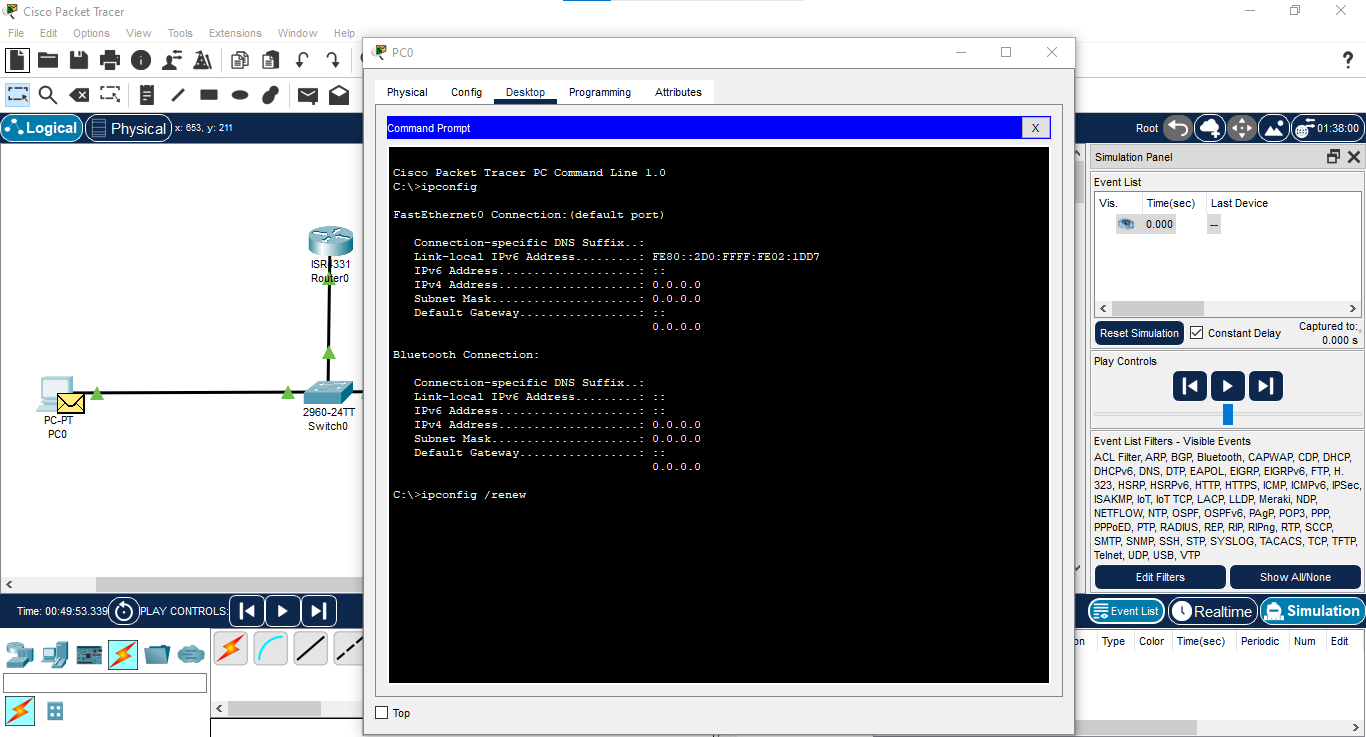 Cisco Packet Tracer
File Edit Options View Tools Extensions Window Help
PC0
Physical Config Desktop Programming Attributes
Logical Physical x: 653, y: 211
Root 01:38:00
Command Prompt X
Cisco Packet Tracer PC Command Line 1.0
C:\>ipconfig
FastEthernet0 Connection:(default port)
Connection-specific DNS Suffix..:
Link-local IPv6 Address.........: FE80::2D0:FFFF:FE02:1DD7
IPv6 Address....................: ::
IPv4 Address....................: 0.0.0.0
Subnet Mask.....................: 0.0.0.0
Default Gateway.................: ::
0.0.0.0
Bluetooth Connection:
Connection-specific DNS Suffix..:
Link-local IPv6 Address.........: ::
IPv6 Address....................: ::
IPv4 Address....................: 0.0.0.0
Subnet Mask.....................: 0.0.0.0
Default Gateway.................: ::
0.0.0.0
C:\>ipconfig /renew
Top
ISR4331
Router0
2960-24TT
Switch0
PC-PT
PC0
Simulation Panel
Event List
Vis. Time(sec) Last Device
0.000 --
Reset Simulation Constant Delay Captured to:
0.000 s
Play Controls
Event List Filters - Visible Events
ACL Filter, ARP, BGP, Bluetooth, CAPWAP, CDP, DHCP,
DHCPv6, DNS, DTP, EAPOL, EIGRP, EIGRPv6, FTP, H.
323, HSRP, HSRPv6, HTTP, HTTPS, ICMP, ICMPv6, IPSec,
ISAKMP, IoT, IoT TCP, LACP, LLDP, Meraki, NDP,
NETFLOW, NTP, OSPF, OSPFv6, PAgP, POP3, PPP,
PPPoED, PTP, RADIUS, REP, RIP, RIPng, RTP, SCCP,
SMTP, SNMP, SSH, STP, SYSLOG, TACACS, TCP, TFTP,
Telnet, UDP, USB, VTP
Edit Filters Show All/None
Time: 00:49:53.339 PLAY CONTROLS:
Event List Realtime Simulation
on Type Color Time(sec) Periodic Num Edit